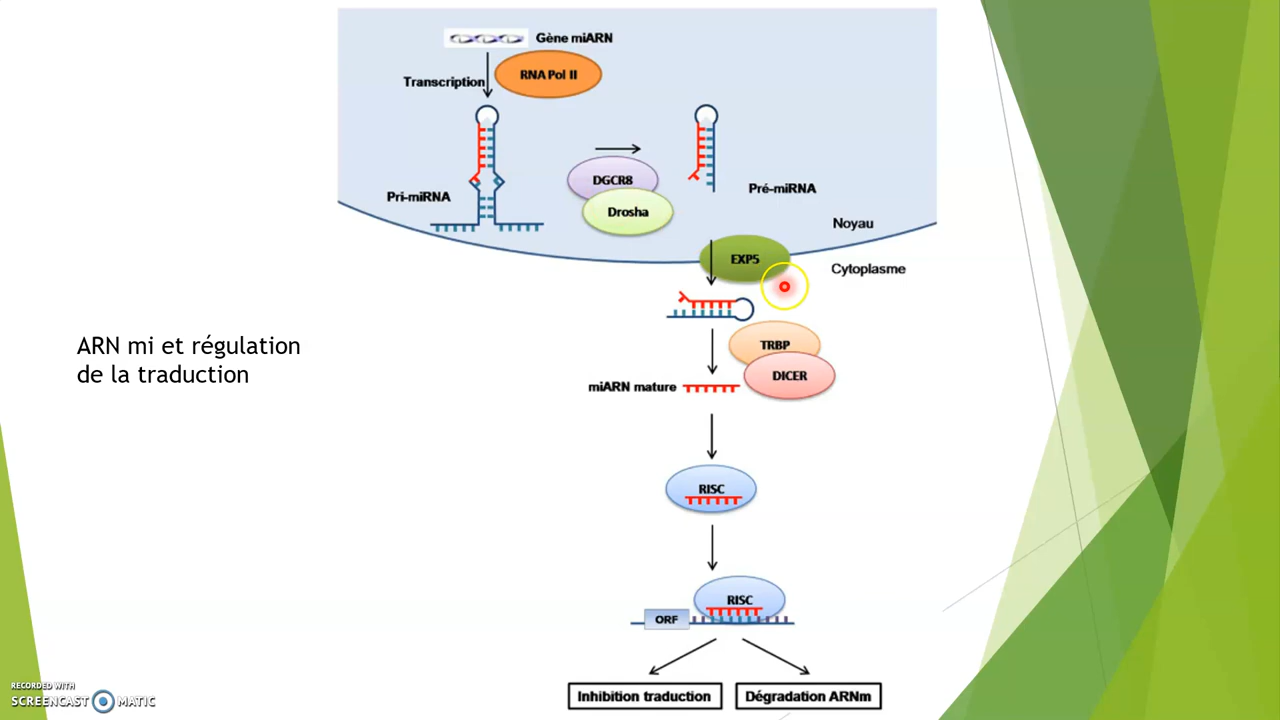 Gène miARN
RNA Pol II
Transcription
DGCR8
Pré-miRNA
Pri-miRNA
Drosha
Noyau
EXP5
Cytoplasme
ARN mi et régulation
de la traduction
TRBP
DICER
miARN mature
RISC
RISC
ORF
Inhibition traduction
Dégradation ARNm
RECORDED WITH
SCREENCAST MATIC